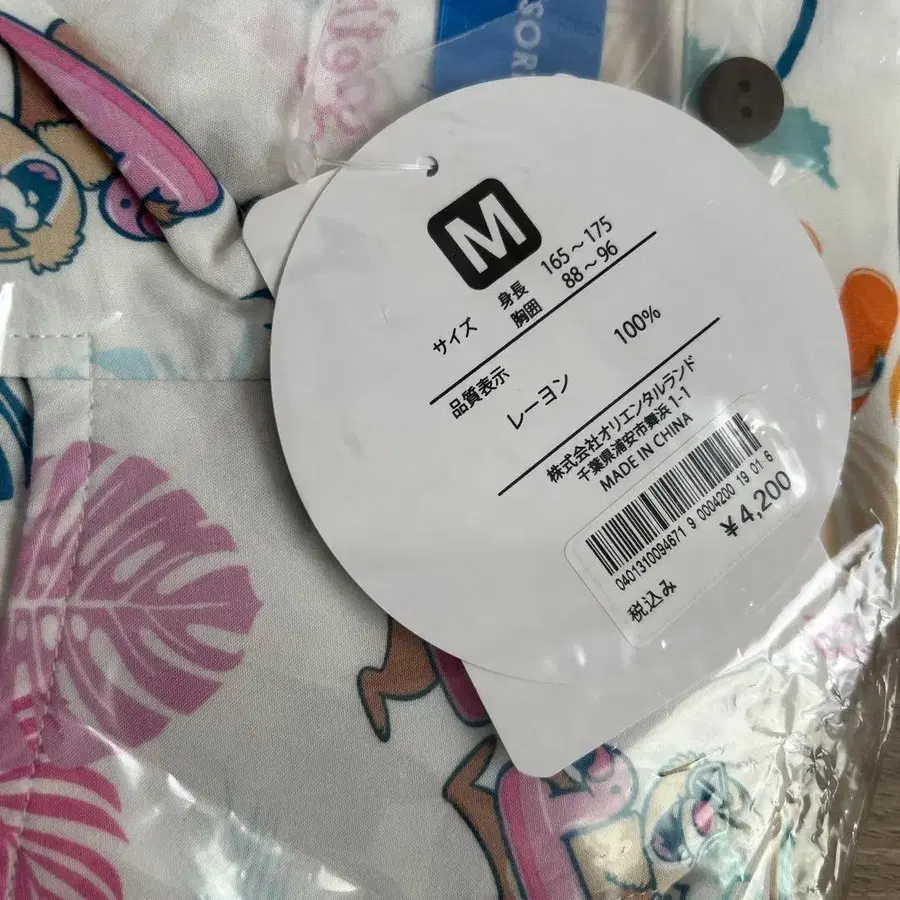 M
サイズ 身長 165～175
胸囲 88～96
品質表示
レーヨン 100%
株式会社オリエンタルランド
千葉県浦安市舞浜 1-1
MADE IN CHINA
0401310094671 9 0004200 19 01 6
¥4,200
税込み